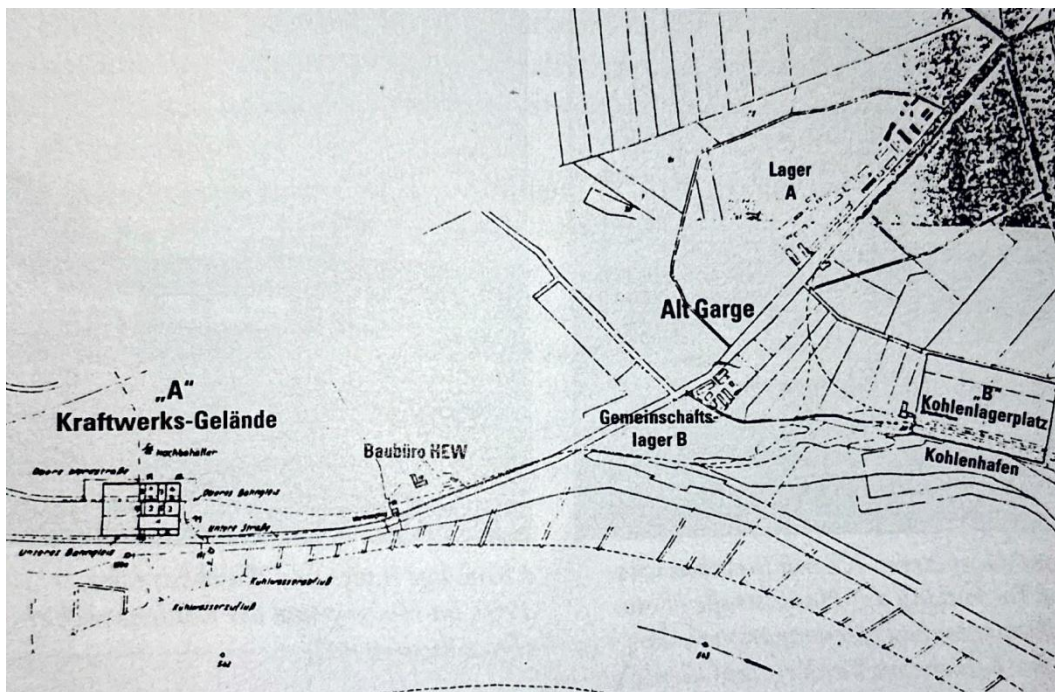 Lager
A
Alt Garge
„A“
Kraftwerks-Gelände
„B“
Kohlenlagerplatz
Gemeinschafts-
lager B
Kohlenhafen
Baubüro HEW
Hochbehälter
Obere Werkstraße
Oberes Bahngleis
Untere Straße
Unteres Bahngleis
Kühlwasserabfluß
Kühlwasserzufluß